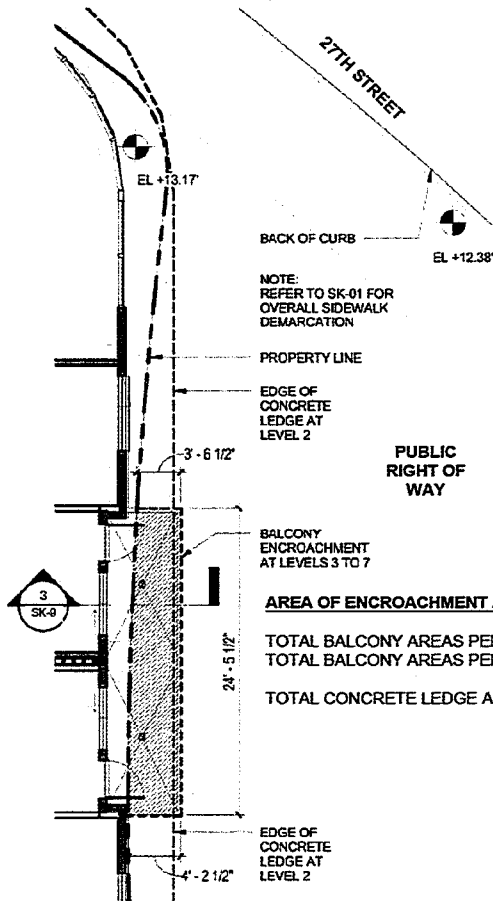 27TH STREET
EL +13.17'
BACK OF CURB
EL +12.38'
NOTE:
REFER TO SK-01 FOR
OVERALL SIDEWALK
DEMARCATION
PROPERTY LINE
EDGE OF
CONCRETE
LEDGE AT
LEVEL 2
3' - 6 1/2"
PUBLIC
RIGHT OF
WAY
BALCONY
ENCROACHMENT
AT LEVELS 3 TO 7
3
SK-9
AREA OF ENCROACHMENT
24' - 5 1/2"
TOTAL BALCONY AREAS
TOTAL BALCONY AREAS
TOTAL CONCRETE LEDGE
EDGE OF
CONCRETE
LEDGE AT
LEVEL 2
4' - 2 1/2"